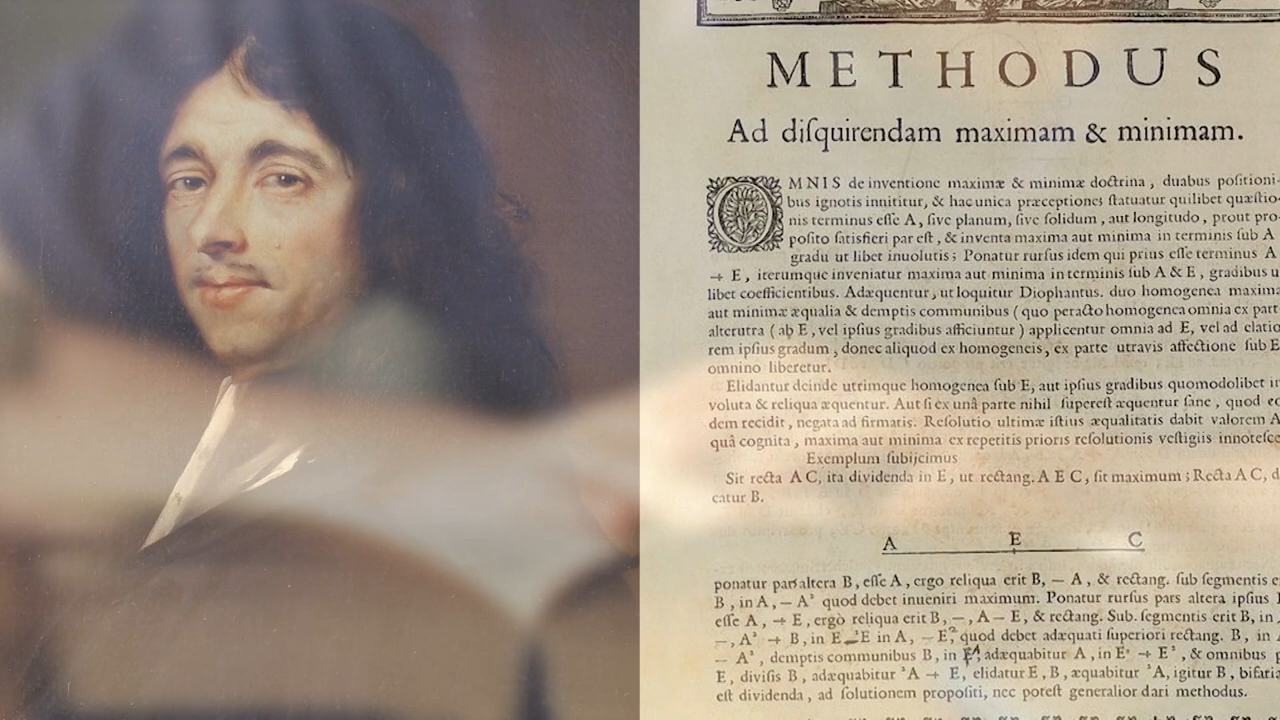 METHODUS
Ad diſquirendam maximam & minimam.
OMNIS de inventione maximæ & minimæ doctrina, duabus poſitioni-
bus ignotis innititur, & hac unica præceptiones ſtatuatur quilibet quæſtio-
nis terminus eſſe A, ſive planum, ſive ſolidum, aut longitudo, prout pro-
poſito ſatisfieri par eſt, & inventa maxima aut minima in terminis ſub A
gradu ut libet inuolutis; Ponatur rurſus idem qui prius eſſe terminus A
+ E, iterumque inveniatur maxima aut minima in terminis ſub A & E, gradibus u
libet coefficientibus. Adæquentur, ut loquitur Diophantus. duo homogenea maxima
aut minimæ æqualia & demptis communibus (quo peracto homogenea omnia ex part
alterutra (ab E, vel ipſius gradibus afficiuntur) applicentur omnia ad E, vel ad elatio
rem ipſius gradum, donec aliquod ex homogeneis, ex parte utravis affectione ſub E
omnino liberetur.
Elidantur deinde utrimque homogenea ſub E, aut ipſius gradibus quomodolibet in
voluta & reliqua æquentur. Aut ſi ex unâ parte nihil ſupereſt æquentur ſane, quod eo
dem recidit, negata ad firmatis. Reſolutio ultimæ iſtius æqualitatis dabit valorem A
quâ cognita, maxima aut minima ex repetitis prioris reſolutionis veſtigiis innoteſce
Exemplum ſubijcimus
Sit recta AC, ita dividenda in E, ut rectang. AEC, ſit maximum; Recta AC, d
catur B.
A E C
ponatur pars altera B, eſſe A, ergo reliqua erit B, — A, & rectang. ſub ſegmentis e
B, in A, — A² quod debet inueniri maximum. Ponatur rurſus pars altera ipſius B
eſſe A, + E, ergò reliqua erit B, —, A — E, & rectang. Sub. ſegmentis erit B, in A
—, A² + B, in E E in A, — E, quod debet adæquati ſuperiori rectang. B, in A
— A², demptis communibus B, in E, adæquabitur A, in E² + E², & omnibus p
E, diviſis B, adæquabitur ²A + E, elidatur E, B, æquabitur ²A, igitur B, bifaria
eſt dividenda, ad ſolutionem propoſiti, nec poteſt generalior dari methodus.